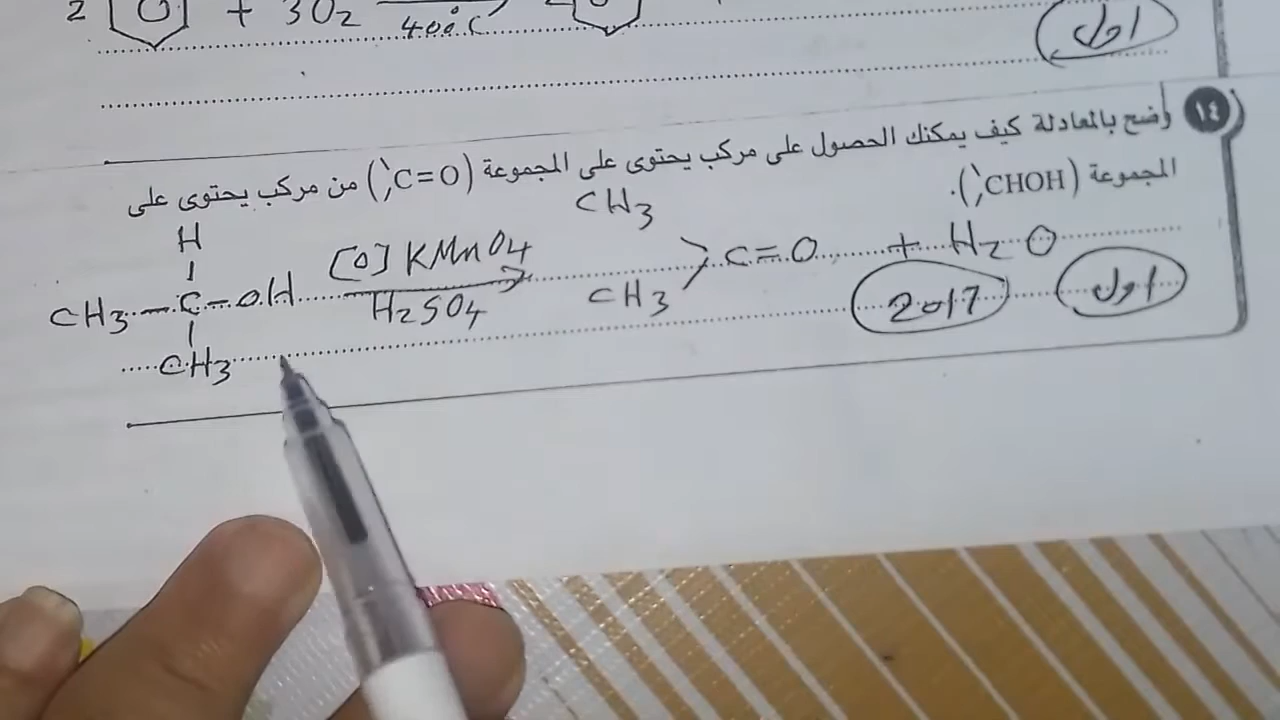 2 + 3O2 400°C 2
اول
١٤ وضح بالمعادلة كيف يمكنك الحصول على مركب يحتوى على المجموعة (C=O) من مركب يحتوى على
المجموعة (CHOH).
H
CH3 – C – OH [O] KMnO4 H2SO4 CH3 CH3 C=O + H2O
CH3
2017 اول